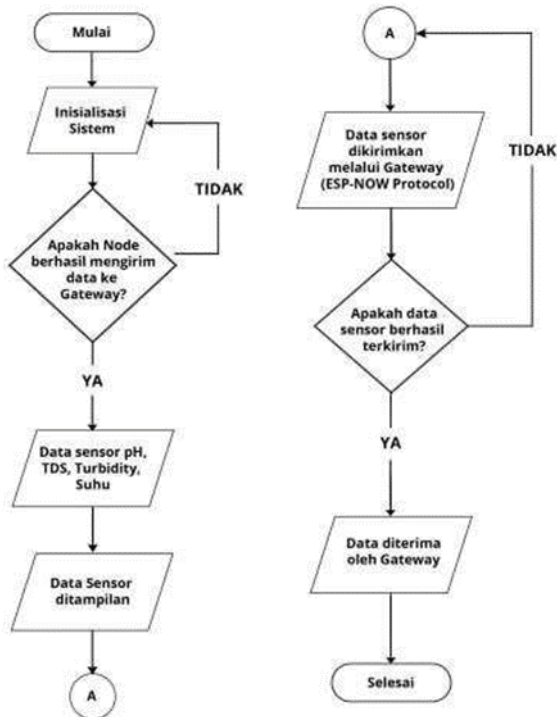 Mulai
Inisialisasi
Sistem
TIDAK
Apakah Node
berhasil mengirim
data ke
Gateway?
YA
Data sensor pH,
TDS, Turbidity,
Suhu
Data Sensor
ditampilan
A
A
Data sensor
dikirimkan
melalui Gateway
(ESP-NOW Protocol)
TIDAK
Apakah data
sensor berhasil
terkirim?
YA
Data diterima
oleh Gateway
Selesai